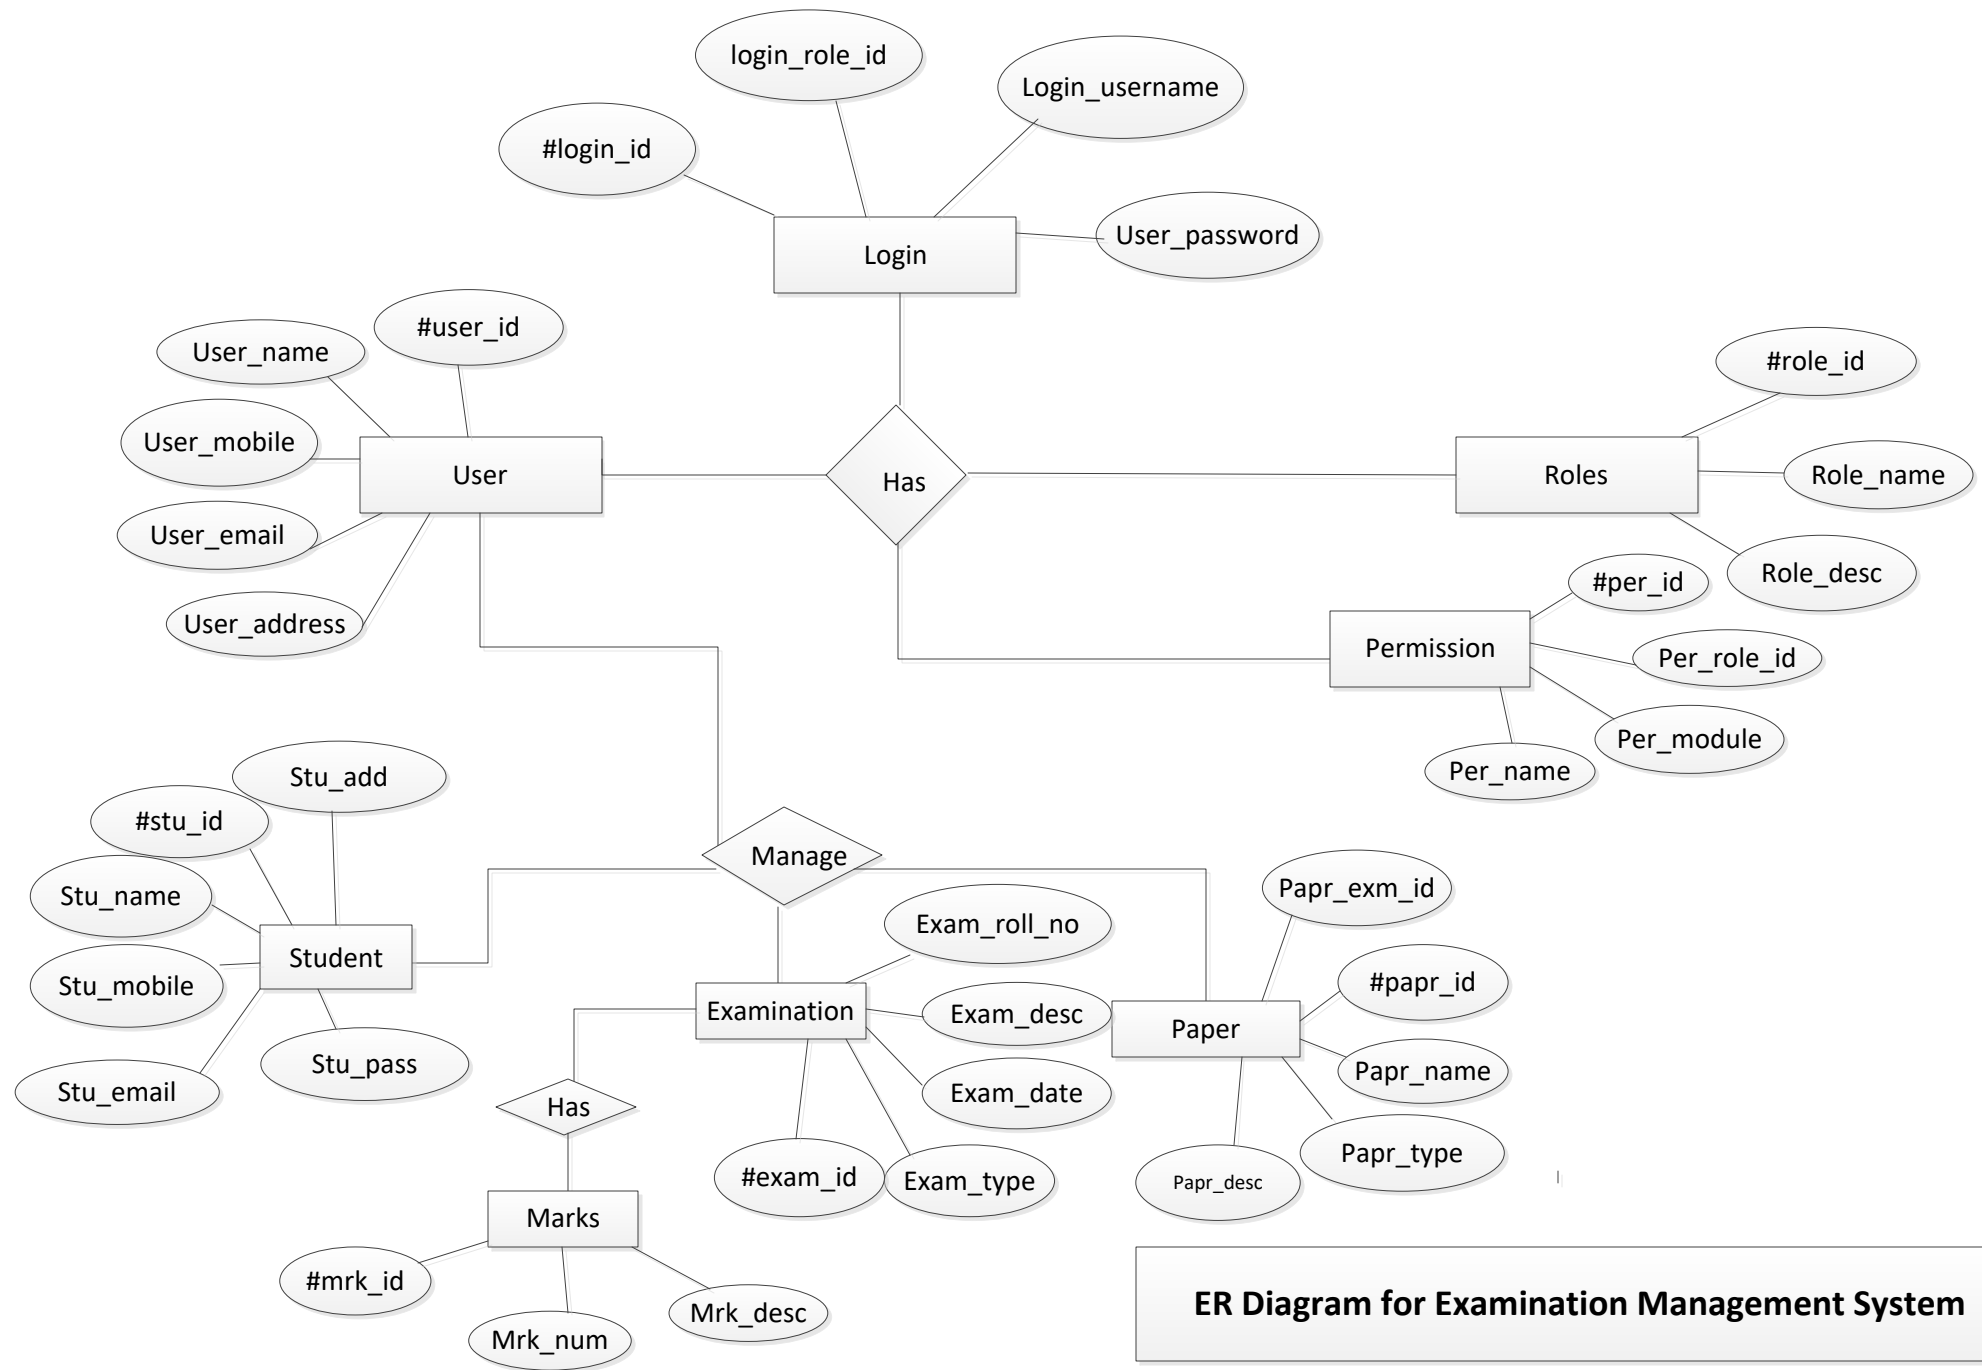 login_role_id
Login_username
#login_id
User_password
Login
#user_id
User_name
#role_id
User_mobile
User
Has
Roles
Role_name
User_email
Role_desc
#per_id
User_address
Permission
Per_role_id
Per_module
Per_name
Stu_add
#stu_id
Manage
Stu_name
Papr_exm_id
Exam_roll_no
Student
Stu_mobile
#papr_id
Examination
Exam_desc
Paper
Stu_pass
Papr_name
Stu_email
Exam_date
Has
Papr_type
#exam_id
Exam_type
Papr_desc
Marks
#mrk_id
Mrk_desc
Mrk_num
ER Diagram for Examination Management System